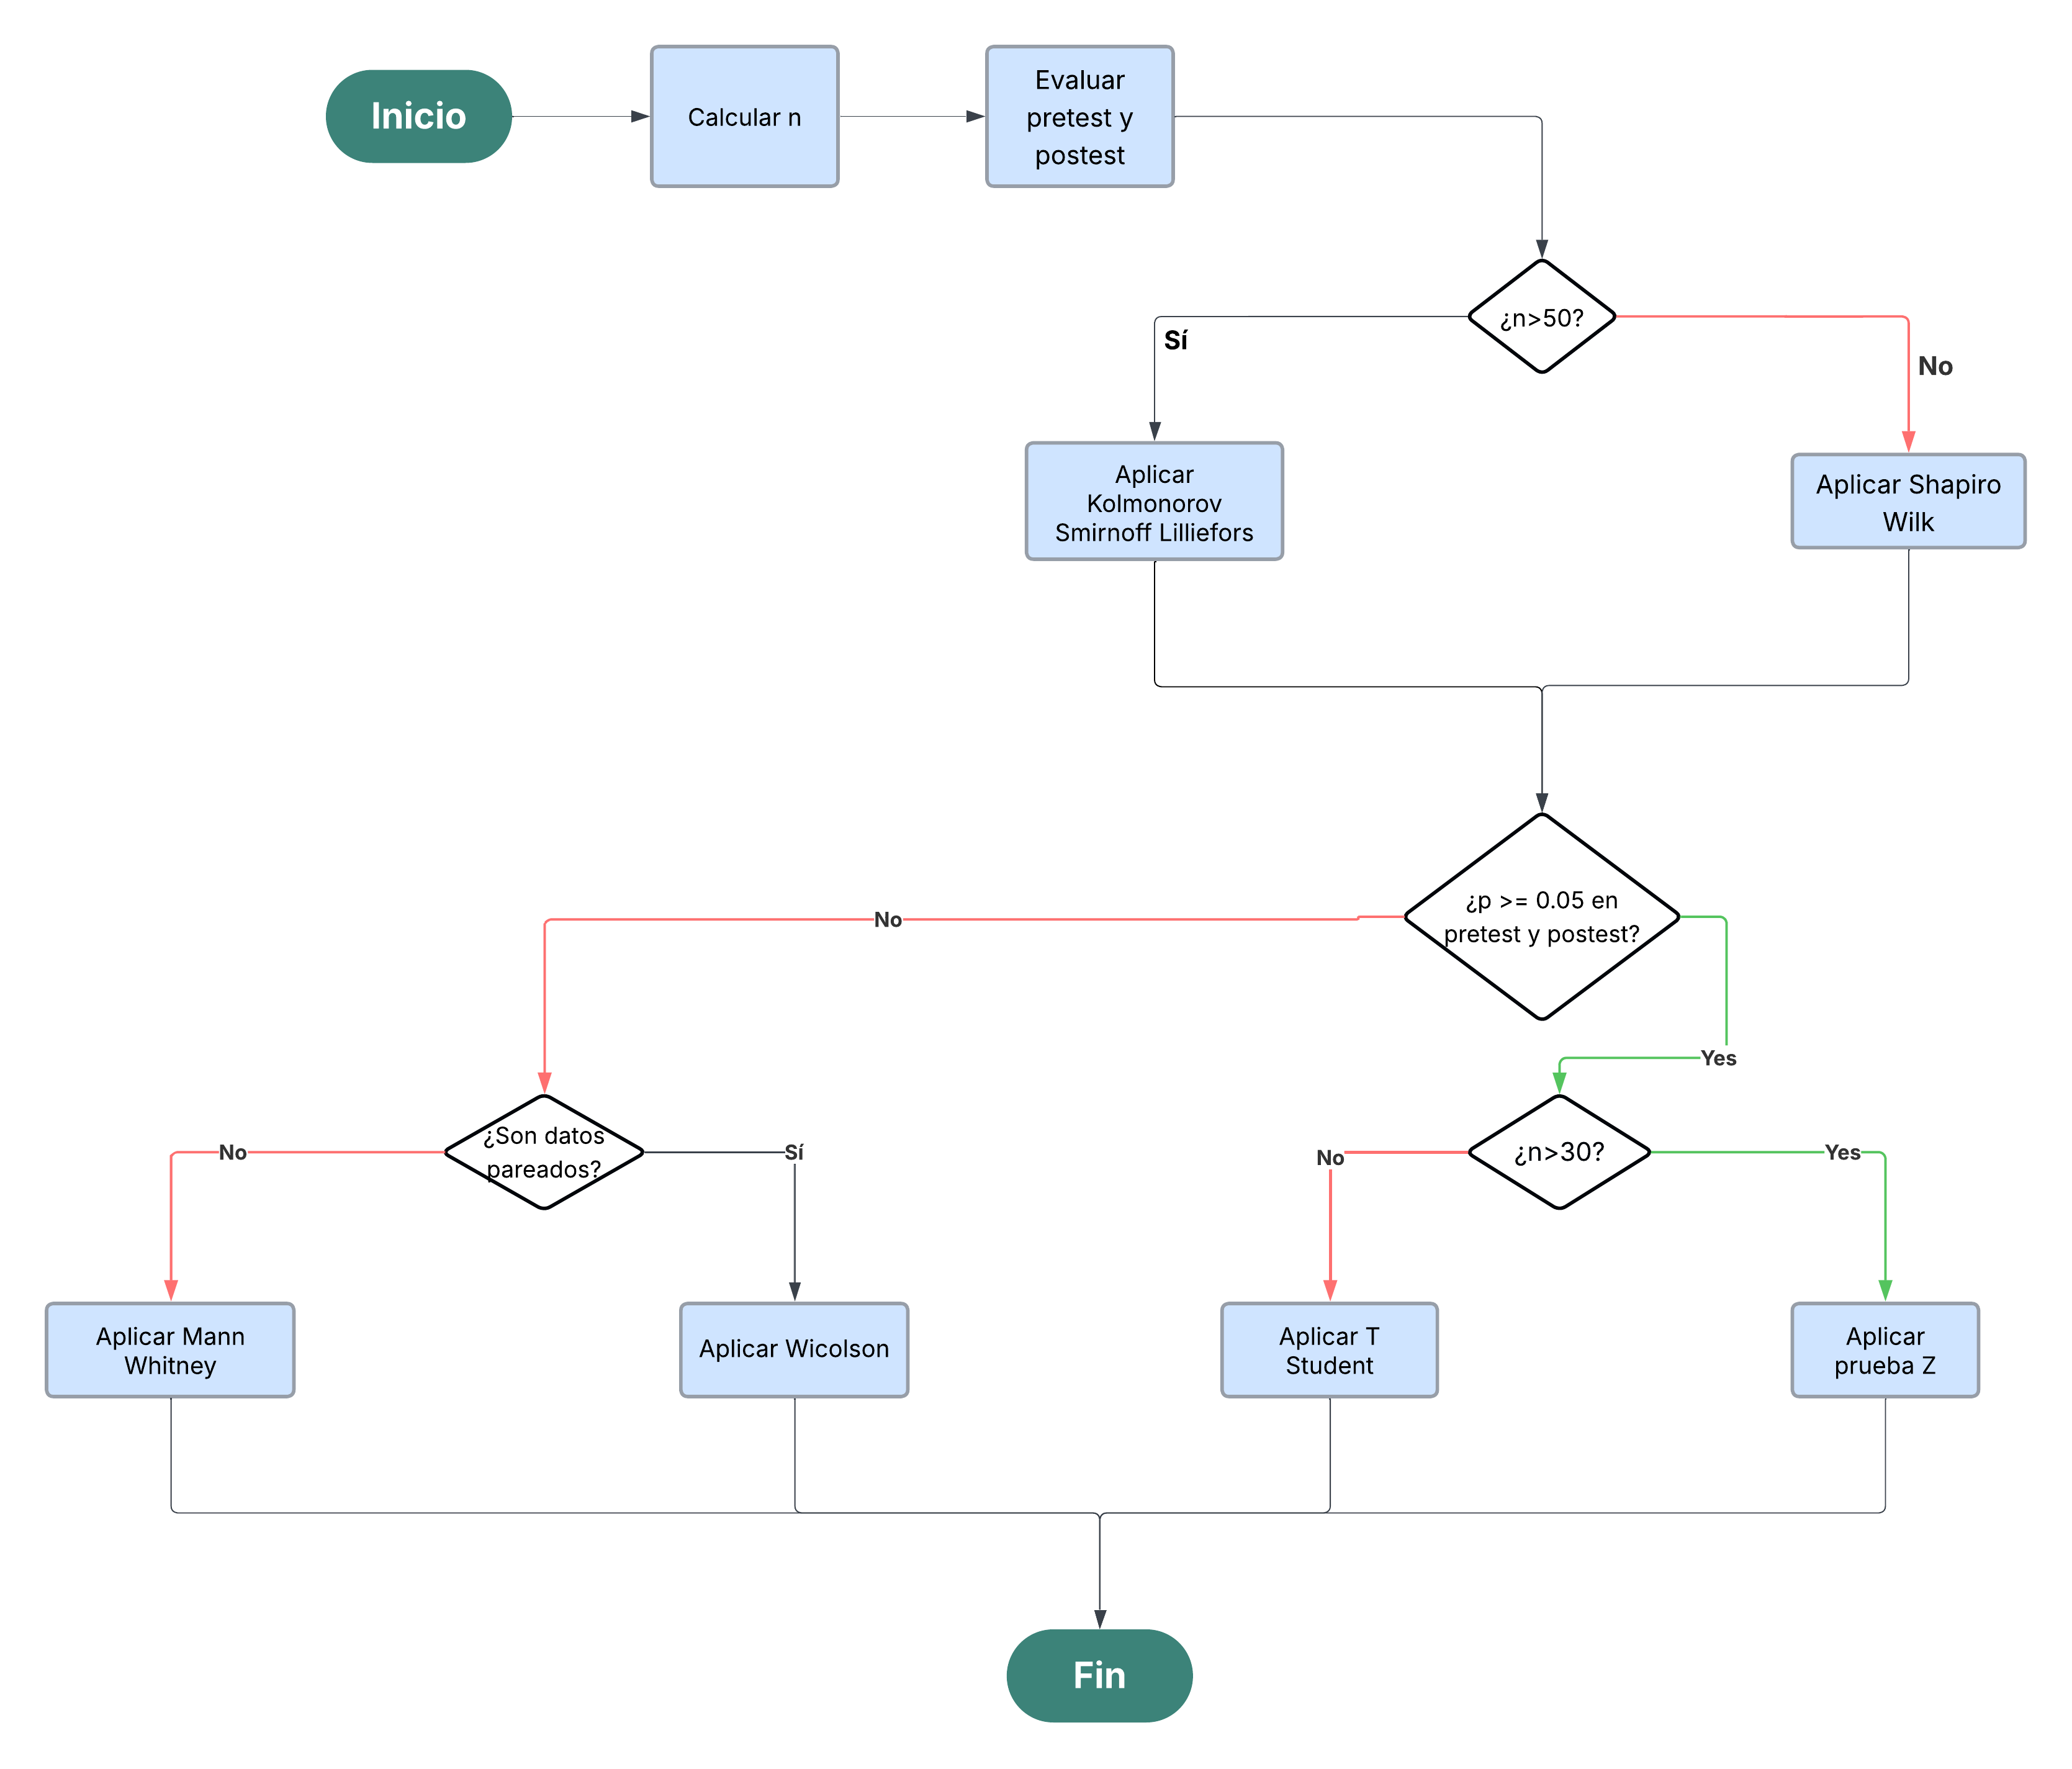 Inicio
Calcular n
Evaluar
pretest y
postest
¿n>50?
Sí
No
Aplicar
Kolmonorov
Smirnoff Lilliefors
Aplicar Shapiro
Wilk
¿p >= 0.05 en
pretest y postest?
No
Yes
¿Son datos
pareados?
No
Sí
¿n>30?
No
Yes
Aplicar Mann
Whitney
Aplicar Wicolson
Aplicar T
Student
Aplicar
prueba Z
Fin